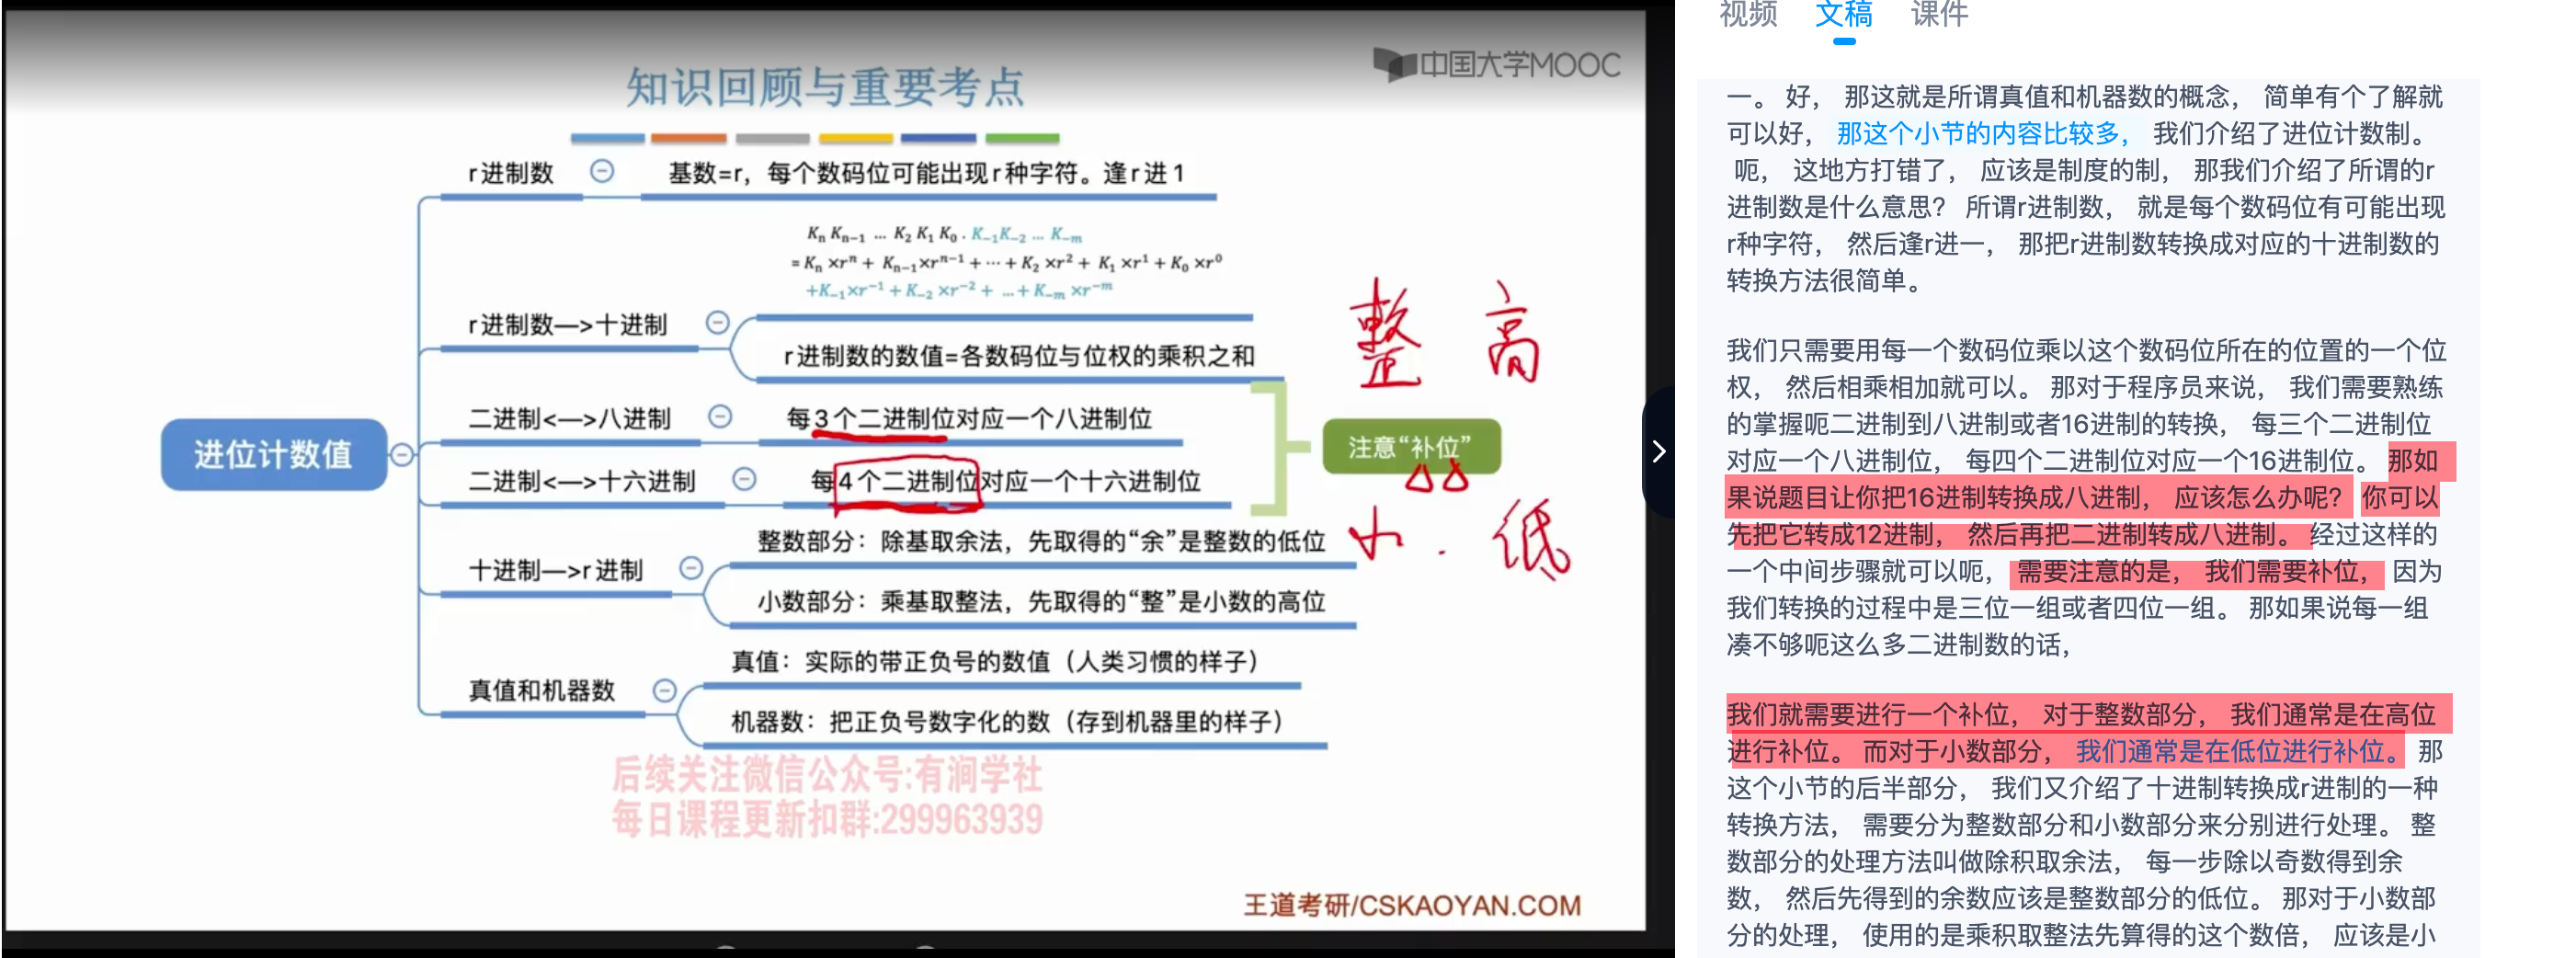 中国大学MOOC
知识回顾与重要考点
r进制数
基数=r，每个数码位可能出现r种字符。逢r进1
Kₙ Kₙ₋₁ … K₂ K₁ K₀ . K₋₁K₋₂ … K₋ₘ
= Kₙ ×rⁿ + Kₙ₋₁×rⁿ⁻¹ + ⋯ + K₂ ×r² + K₁ ×r¹ + K₀ ×r⁰
+K₋₁×r⁻¹ + K₋₂ ×r⁻² + …+ K₋ₘ ×r⁻ᵐ
r进制数—>十进制
r进制数的数值=各数码位与位权的乘积之和
整 高
二进制<—>八进制
每3个二进制位对应一个八进制位
进位计数值
注意“补位”
二进制<—>十六进制
每4个二进制位对应一个十六进制位
小. 低
十进制—>r进制
整数部分：除基取余法，先取得的“余”是整数的低位
小数部分：乘基取整法，先取得的“整”是小数的高位
真值和机器数
真值：实际的带正负号的数值（人类习惯的样子）
机器数：把正负号数字化的数（存到机器里的样子）
后续关注微信公众号:有涧学社
每日课程更新扣群:299963939
王道考研/CSKAOYAN.COM
视频 文稿 课件
一。 好， 那这就是所谓真值和机器数的概念， 简单有个了解就
可以好， 那这个小节的内容比较多， 我们介绍了进位计数制。
呃， 这地方打错了， 应该是制度的制， 那我们介绍了所谓的r
进制数是什么意思？ 所谓r进制数， 就是每个数码位有可能出现
r种字符， 然后逢r进一， 那把r进制数转换成对应的十进制数的
转换方法很简单。
我们只需要用每一个数码位乘以这个数码位所在的位置的一个位
权， 然后相乘相加就可以。 那对于程序员来说， 我们需要熟练
的掌握呃二进制到八进制或者16进制的转换， 每三个二进制位
对应一个八进制位， 每四个二进制位对应一个16进制位。 那如
果说题目让你把16进制转换成八进制， 应该怎么办呢？ 你可以
先把它转成12进制， 然后再把二进制转成八进制。 经过这样的
一个中间步骤就可以呃， 需要注意的是， 我们需要补位， 因为
我们转换的过程中是三位一组或者四位一组。 那如果说每一组
凑不够呃这么多二进制数的话，
我们就需要进行一个补位， 对于整数部分， 我们通常是在高位
进行补位。 而对于小数部分， 我们通常是在低位进行补位。 那
这个小节的后半部分， 我们又介绍了十进制转换成r进制的一种
转换方法， 需要分为整数部分和小数部分来分别进行处理。 整
数部分的处理方法叫做除积取余法， 每一步除以奇数得到余
数， 然后先得到的余数应该是整数部分的低位。 那对于小数部
分的处理， 使用的是乘积取整法先算得的这个数倍， 应该是小